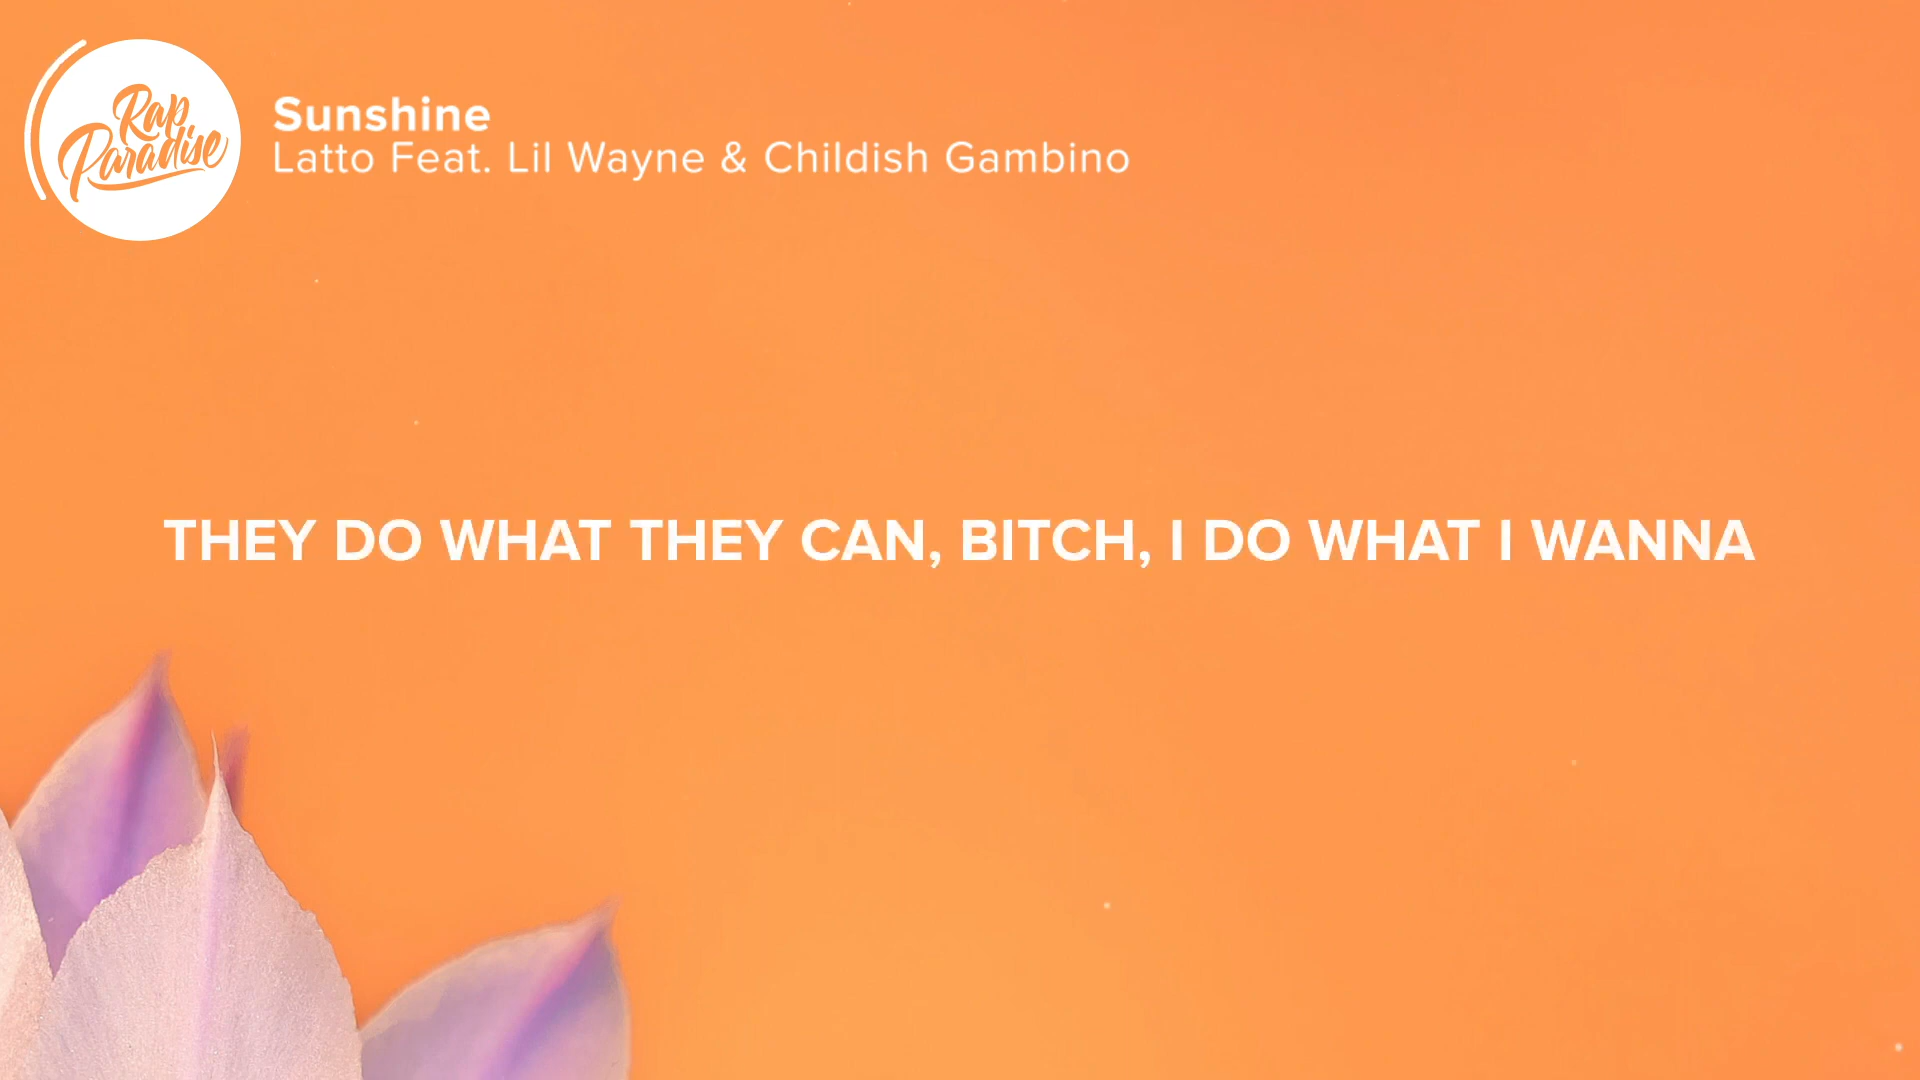 Rap
Paradise
Sunshine
Latto Feat. Lil Wayne & Childish Gambino
THEY DO WHAT THEY CAN, BITCH, I DO WHAT I WANNA